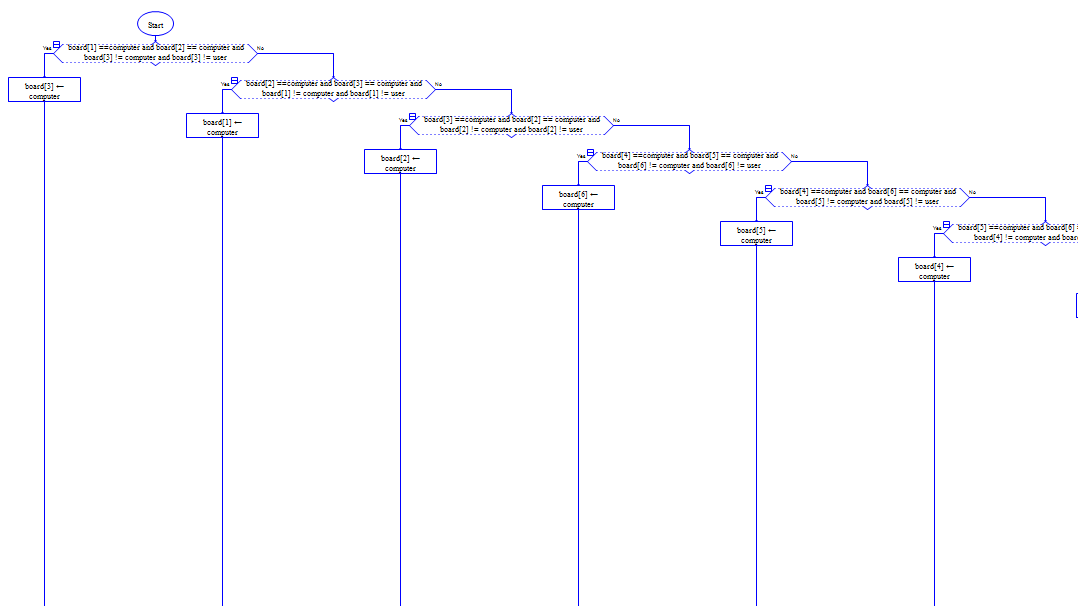 Start
Yes
board[1] ==computer and board[2] == computer and
board[3] != computer and board[3] != user
No
board[3] ←
computer
Yes
board[2] ==computer and board[3] == computer and
board[1] != computer and board[1] != user
No
board[1] ←
computer
Yes
board[3] ==computer and board[2] == computer and
board[2] != computer and board[2] != user
No
board[2] ←
computer
Yes
board[4] ==computer and board[5] == computer and
board[6] != computer and board[6] != user
No
board[6] ←
computer
Yes
board[4] ==computer and board[6] == computer and
board[5] != computer and board[5] != user
No
board[5] ←
computer
Yes
board[5] ==computer and board[6]
board[4] != computer and
board[4] ←
computer